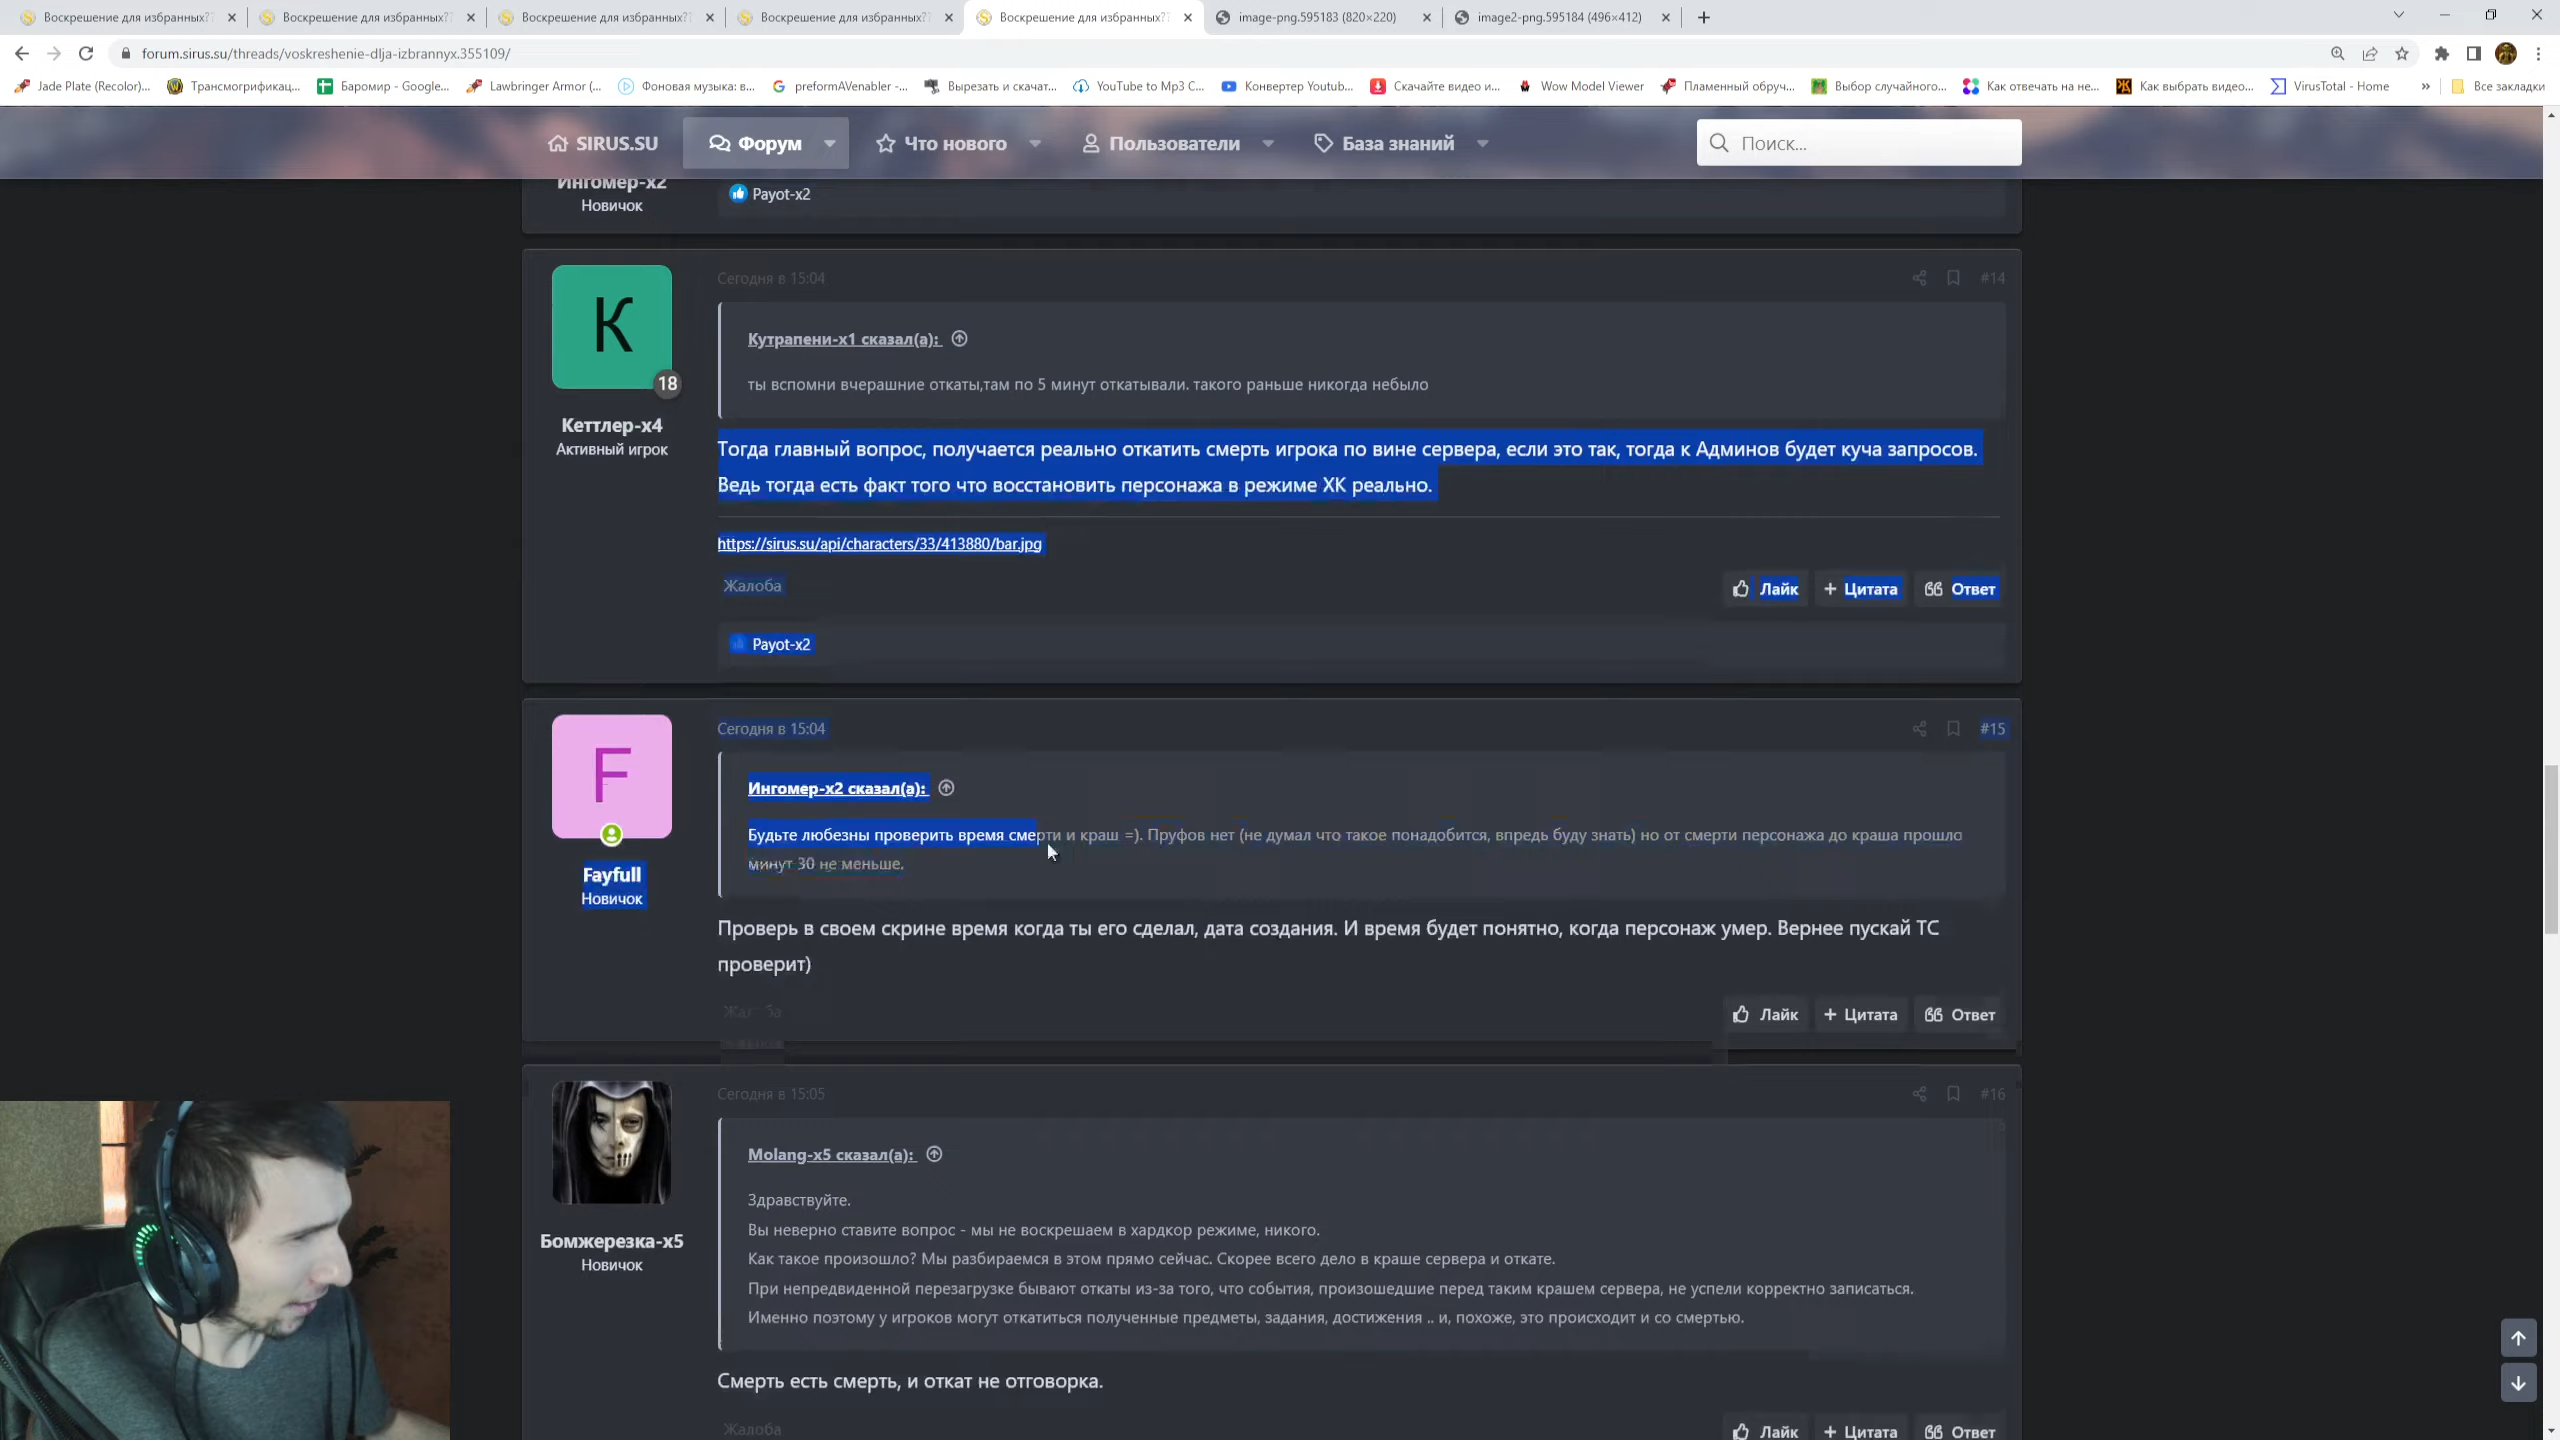 Воскрешение для избранных??
Воскрешение для избранных??
Воскрешение для избранных??
Воскрешение для избранных??
Воскрешение для избранных??
image-png.595183 (820×220)
image2-png.595184 (496×412)
forum.sirus.su/threads/voskreshenie-dlja-izbrannyx.355109/
Jade Plate (Recolor)...
Трансмогрификац...
Баромир - Google...
Lawbringer Armor (...
Фоновая музыка: в...
preformAVenabler -...
Вырезать и скачат...
YouTube to Mp3 C...
Конвертер Youtub...
Скачайте видео и...
Wow Model Viewer
Пламенный обруч...
Выбор случайного...
Как отвечать на не...
Как выбрать видео...
VirusTotal - Home
»
Все закладки
SIRUS.SU
Форум
Что нового
Пользователи
База знаний
Поиск...
Ингомер-x2
Новичок
Payot-x2
K
18
Кеттлер-x4
Активный игрок
Сегодня в 15:04
#14
Кутрапени-x1 сказал(а):
ты вспомни вчерашние откаты,там по 5 минут откатывали. такого раньше никогда небыло
Тогда главный вопрос, получается реально откатить смерть игрока по вине сервера, если это так, тогда к Админов будет куча запросов.
Ведь тогда есть факт того что восстановить персонажа в режиме ХК реально.
https://sirus.su/api/characters/33/413880/bar.jpg
Жалоба
Лайк
+ Цитата
Ответ
Payot-x2
F
Fayfull
Новичок
Сегодня в 15:04
#15
Ингомер-x2 сказал(а):
Будьте любезны проверить время смерти и краш =). Пруфов нет (не думал что такое понадобится, впредь буду знать) но от смерти персонажа до краша прошло
минут 30 не меньше.
Проверь в своем скрине время когда ты его сделал, дата создания. И время будет понятно, когда персонаж умер. Вернее пускай ТС
проверит)
Лайк
+ Цитата
Ответ
Бомжерезка-x5
Новичок
Сегодня в 15:05
#16
Molang-x5 сказал(а):
Здравствуйте.
Вы неверно ставите вопрос - мы не воскрешаем в хардкор режиме, никого.
Как такое произошло? Мы разбираемся в этом прямо сейчас. Скорее всего дело в краше сервера и откате.
При непредвиденной перезагрузке бывают откаты из-за того, что события, произошедшие перед таким крашем сервера, не успели корректно записаться.
Именно поэтому у игроков могут откатиться полученные предметы, задания, достижения .. и, похоже, это происходит и со смертью.
Смерть есть смерть, и откат не отговорка.
Жалоба
Лайк
+ Цитата
Ответ